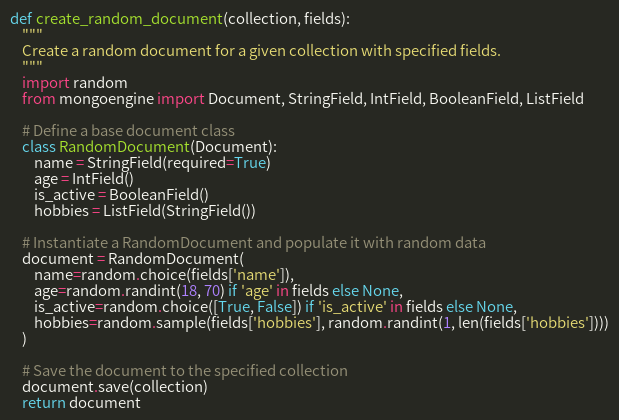 def create_random_document(collection, fields):
    """
    Create a random document for a given collection with specified fields.
    """
    import random
    from mongoengine import Document, StringField, IntField, BooleanField, ListField

    # Define a base document class
    class RandomDocument(Document):
        name = StringField(required=True)
        age = IntField()
        is_active = BooleanField()
        hobbies = ListField(StringField())

    # Instantiate a RandomDocument and populate it with random data
    document = RandomDocument(
        name=random.choice(fields['name']),
        age=random.randint(18, 70) if 'age' in fields else None,
        is_active=random.choice([True, False]) if 'is_active' in fields else None,
        hobbies=random.sample(fields['hobbies'], random.randint(1, len(fields['hobbies'])))
    )

    # Save the document to the specified collection
    document.save(collection)
    return document